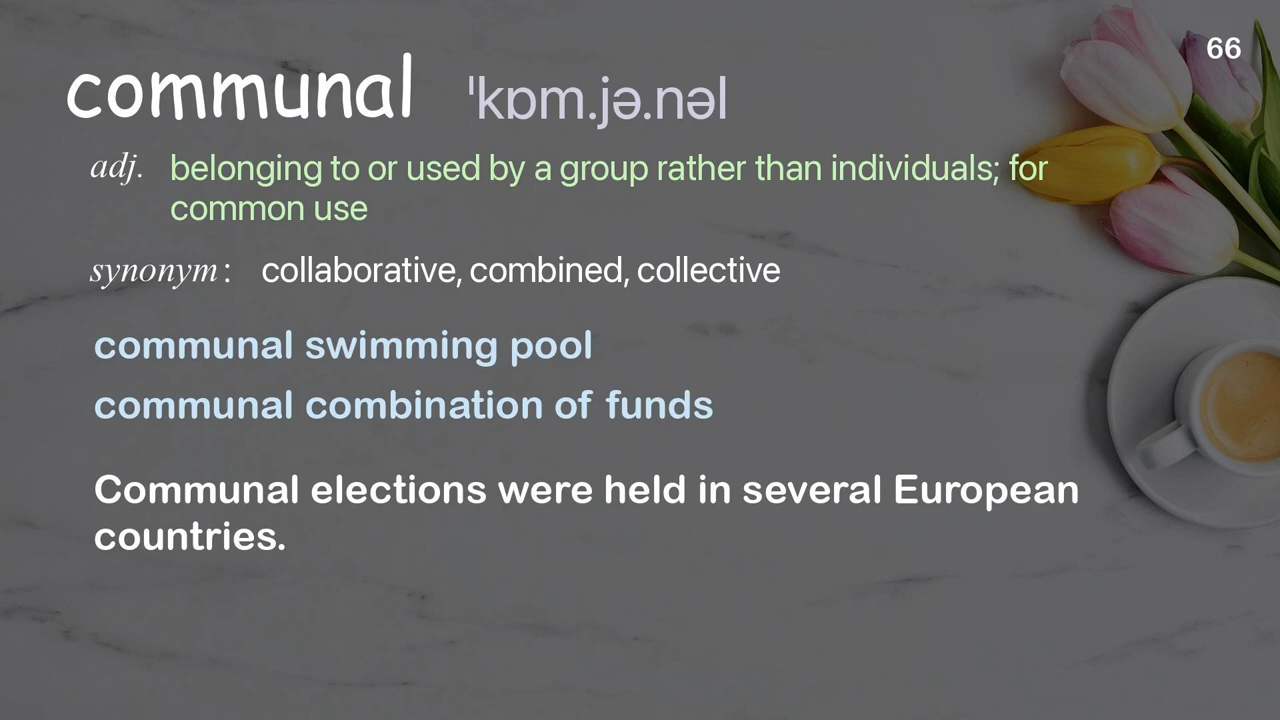 66
communal ˈkɒm.jə.nəl
adj. belonging to or used by a group rather than individuals; for
common use
synonym: collaborative, combined, collective
communal swimming pool
communal combination of funds
Communal elections were held in several European
countries.